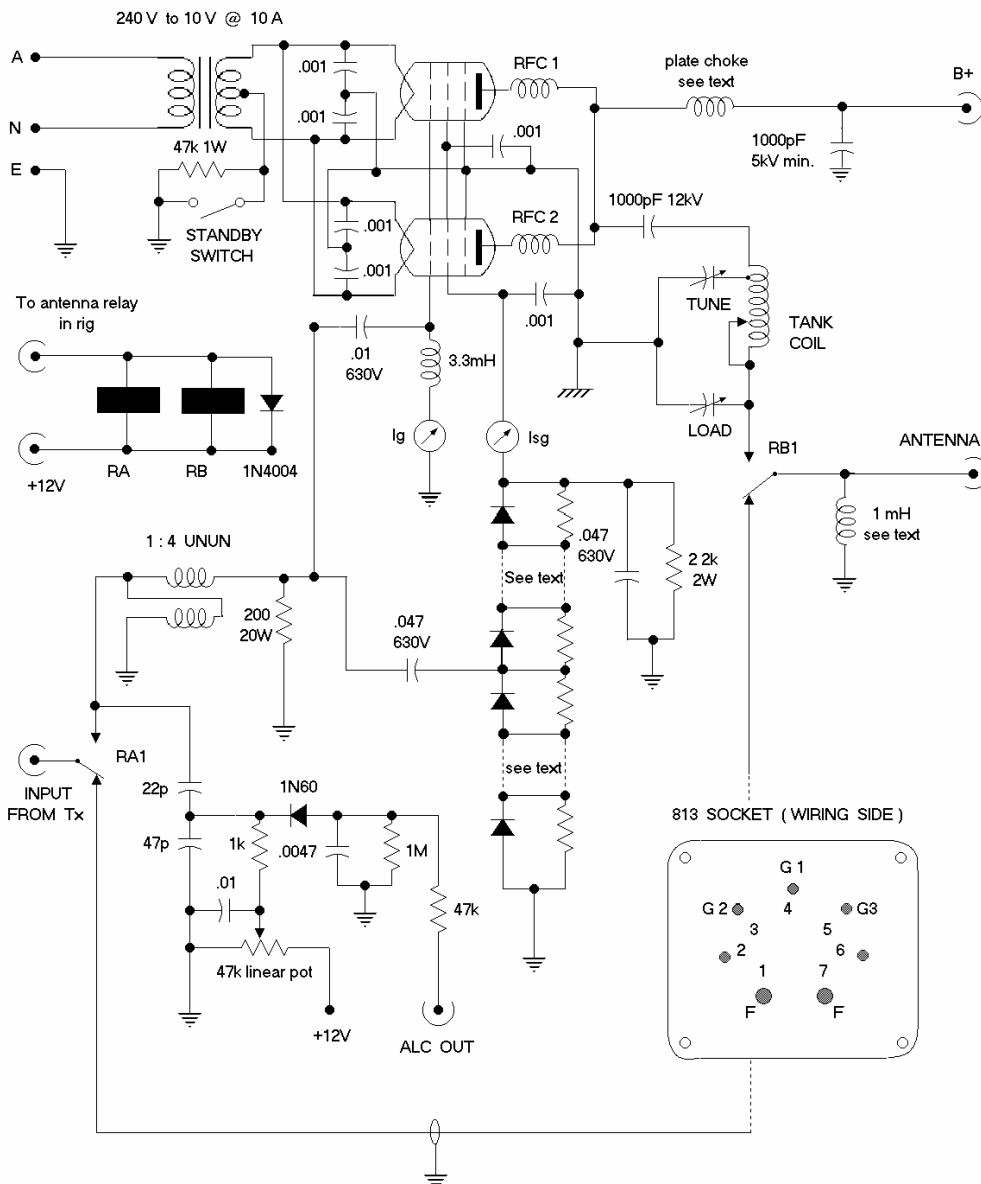 240 V to 10 V @ 10 A
A
N
E
47k 1W
STANDBY
SWITCH
.001
.001
.001
.001
.001
.001
RFC 1
RFC 2
plate choke
see text
B+
1000pF
5kV min.
1000pF 12kV
TUNE
TANK
COIL
LOAD
To antenna relay
in rig
+12V
RA
RB
1N4004
.01
630V
3.3mH
Ig
Isg
RB1
ANTENNA
1 mH
see text
1 : 4 UNUN
200
20W
.047
630V
See text
.047
630V
2 2k
2W
see text
INPUT
FROM Tx
RA1
22p
47p
1k
1N60
.0047
1M
.01
47k linear pot
+12V
47k
ALC OUT
813 SOCKET ( WIRING SIDE )
G 1
4
G 2
3
G3
5
2
6
1
7
F
F